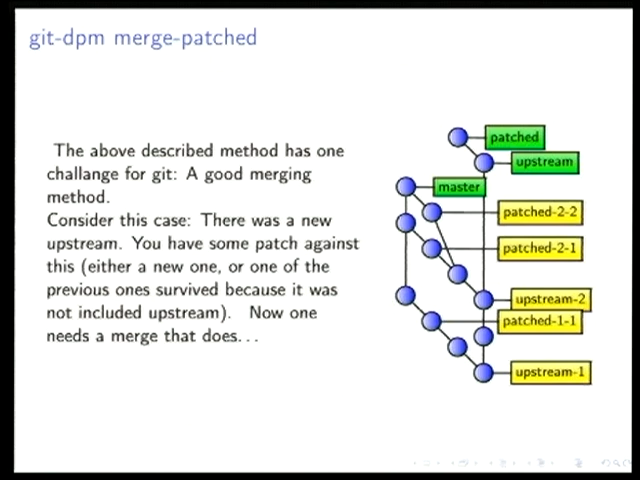 git-dpm merge-patched
The above described method has one
challange for git: A good merging
method.
Consider this case: There was a new
upstream. You have some patch against
this (either a new one, or one of the
previous ones survived because it was
not included upstream). Now one
needs a merge that does...
patched
upstream
master
patched-2-2
patched-2-1
upstream-2
patched-1-1
upstream-1